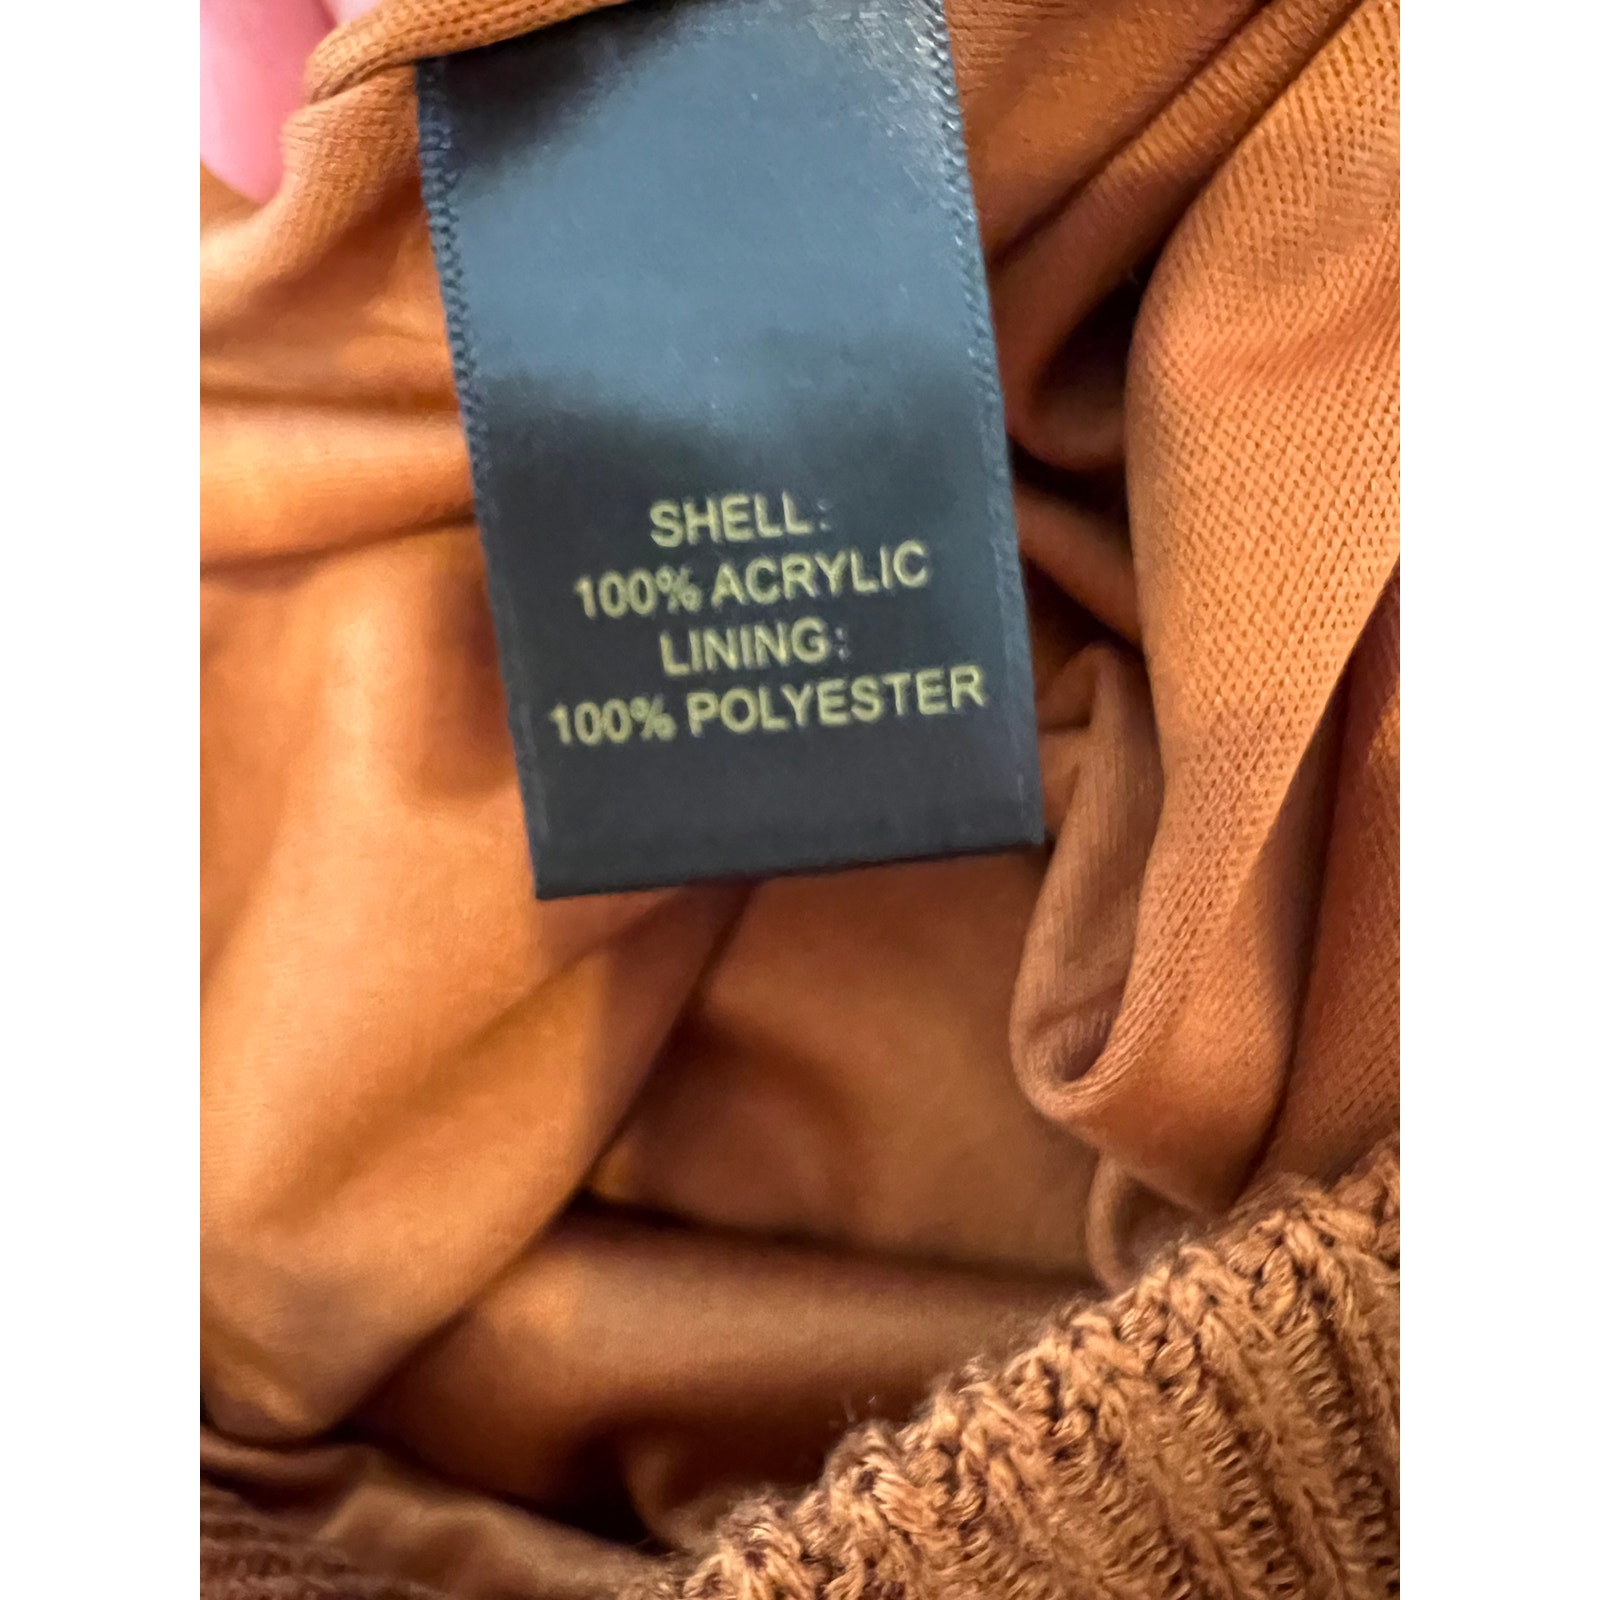 SHELL:
100% ACRYLIC
LINING:
100% POLYESTER